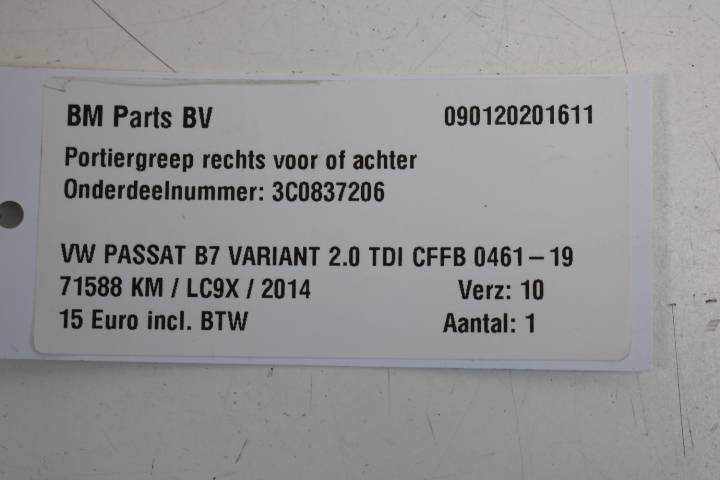 BM Parts BV 090120201611
Portiergreep rechts voor of achter
Onderdeelnummer: 3C0837206
VW PASSAT B7 VARIANT 2.0 TDI CFFB 0461-19
71588 KM / LC9X / 2014 Verz: 10
15 Euro incl. BTW Aantal: 1